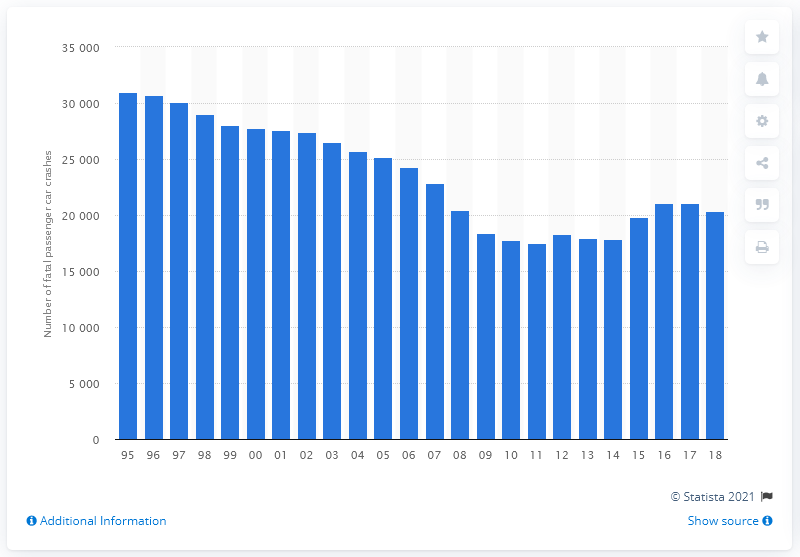 35 000
30 000
25 000
20 000
15 000
10 000
5 000
0
Number of fatal passenger car crashes
95 96 97 98 99 00 01 02 03 04 05 06 07 08 09 10 11 12 13 14 15 16 17 18
© Statista 2021
Additional Information
Show source